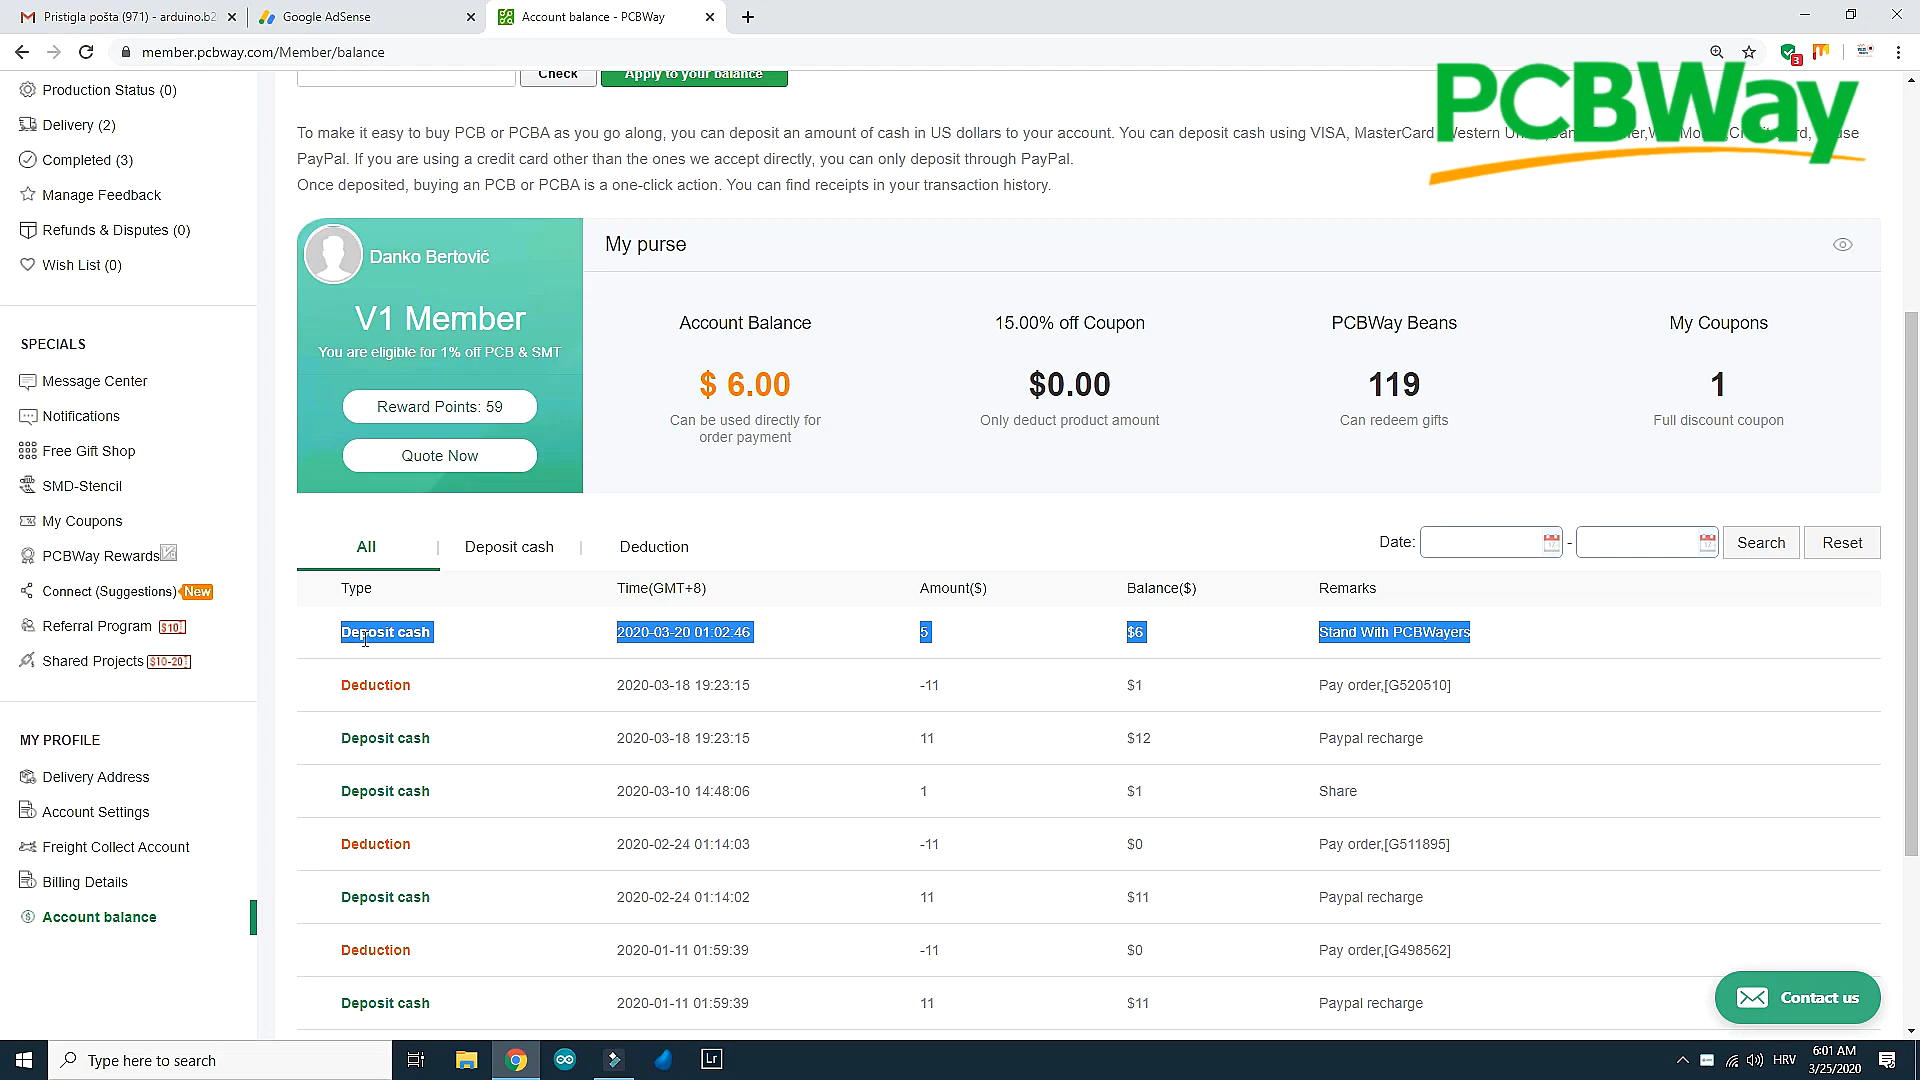 Pristigla pošta (971) - arduino.b2
Google AdSense
Account balance - PCBWay
member.pcbway.com/Member/balance
3
PCBWay
Production Status (0)
Delivery (2)
Completed (3)
Manage Feedback
Refunds & Disputes (0)
Wish List (0)
SPECIALS
Message Center
Notifications
Free Gift Shop
SMD-Stencil
My Coupons
PCBWay Rewards
Connect (Suggestions) New
Referral Program $10
Shared Projects $10-20
MY PROFILE
Delivery Address
Account Settings
Freight Collect Account
Billing Details
Account balance
Check Apply to your balance
To make it easy to buy PCB or PCBA as you go along, you can deposit an amount of cash in US dollars to your account. You can deposit cash using VISA, MasterCard
PayPal. If you are using a credit card other than the ones we accept directly, you can only deposit through PayPal.
Once deposited, buying an PCB or PCBA is a one-click action. You can find receipts in your transaction history.
Danko Bertović
V1 Member
You are eligible for 1% off PCB & SMT
Reward Points: 59
Quote Now
My purse
Account Balance
$ 6.00
Can be used directly for
order payment
15.00% off Coupon
$0.00
Only deduct product amount
PCBWay Beans
119
Can redeem gifts
My Coupons
1
Full discount coupon
All | Deposit cash | Deduction
Date: - Search Reset
Type Time(GMT+8) Amount($) Balance($) Remarks
Deposit cash 2020-03-20 01:02:46 5 $6 Stand With PCBWayers
Deduction 2020-03-18 19:23:15 -11 $1 Pay order,[G520510]
Deposit cash 2020-03-18 19:23:15 11 $12 Paypal recharge
Deposit cash 2020-03-10 14:48:06 1 $1 Share
Deduction 2020-02-24 01:14:03 -11 $0 Pay order,[G511895]
Deposit cash 2020-02-24 01:14:02 11 $11 Paypal recharge
Deduction 2020-01-11 01:59:39 -11 $0 Pay order,[G498562]
Deposit cash 2020-01-11 01:59:39 11 $11 Paypal recharge
Contact us
Type here to search
Lr
HRV
6:01 AM
3/25/2020